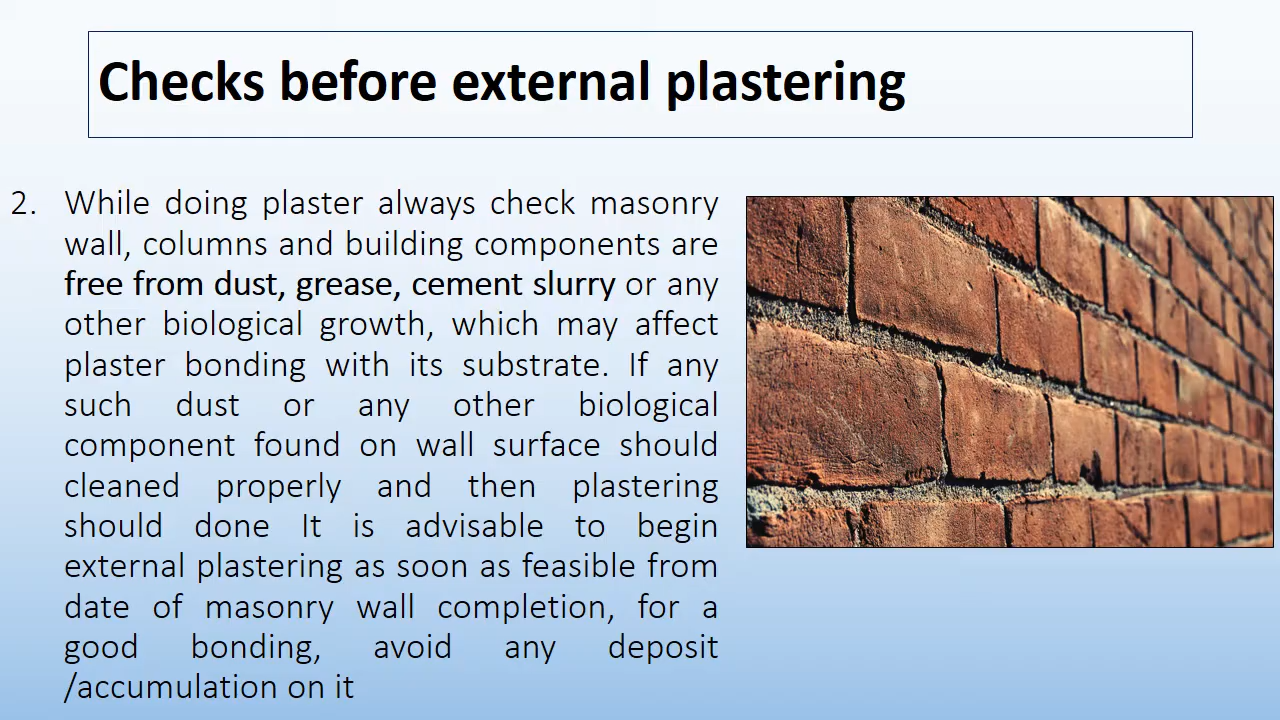 Checks before external plastering
2. While doing plaster always check masonry
wall, columns and building components are
free from dust, grease, cement slurry or any
other biological growth, which may affect
plaster bonding with its substrate. If any
such dust or any other biological
component found on wall surface should
cleaned properly and then plastering
should done It is advisable to begin
external plastering as soon as feasible from
date of masonry wall completion, for a
good bonding, avoid any deposit
/accumulation on it